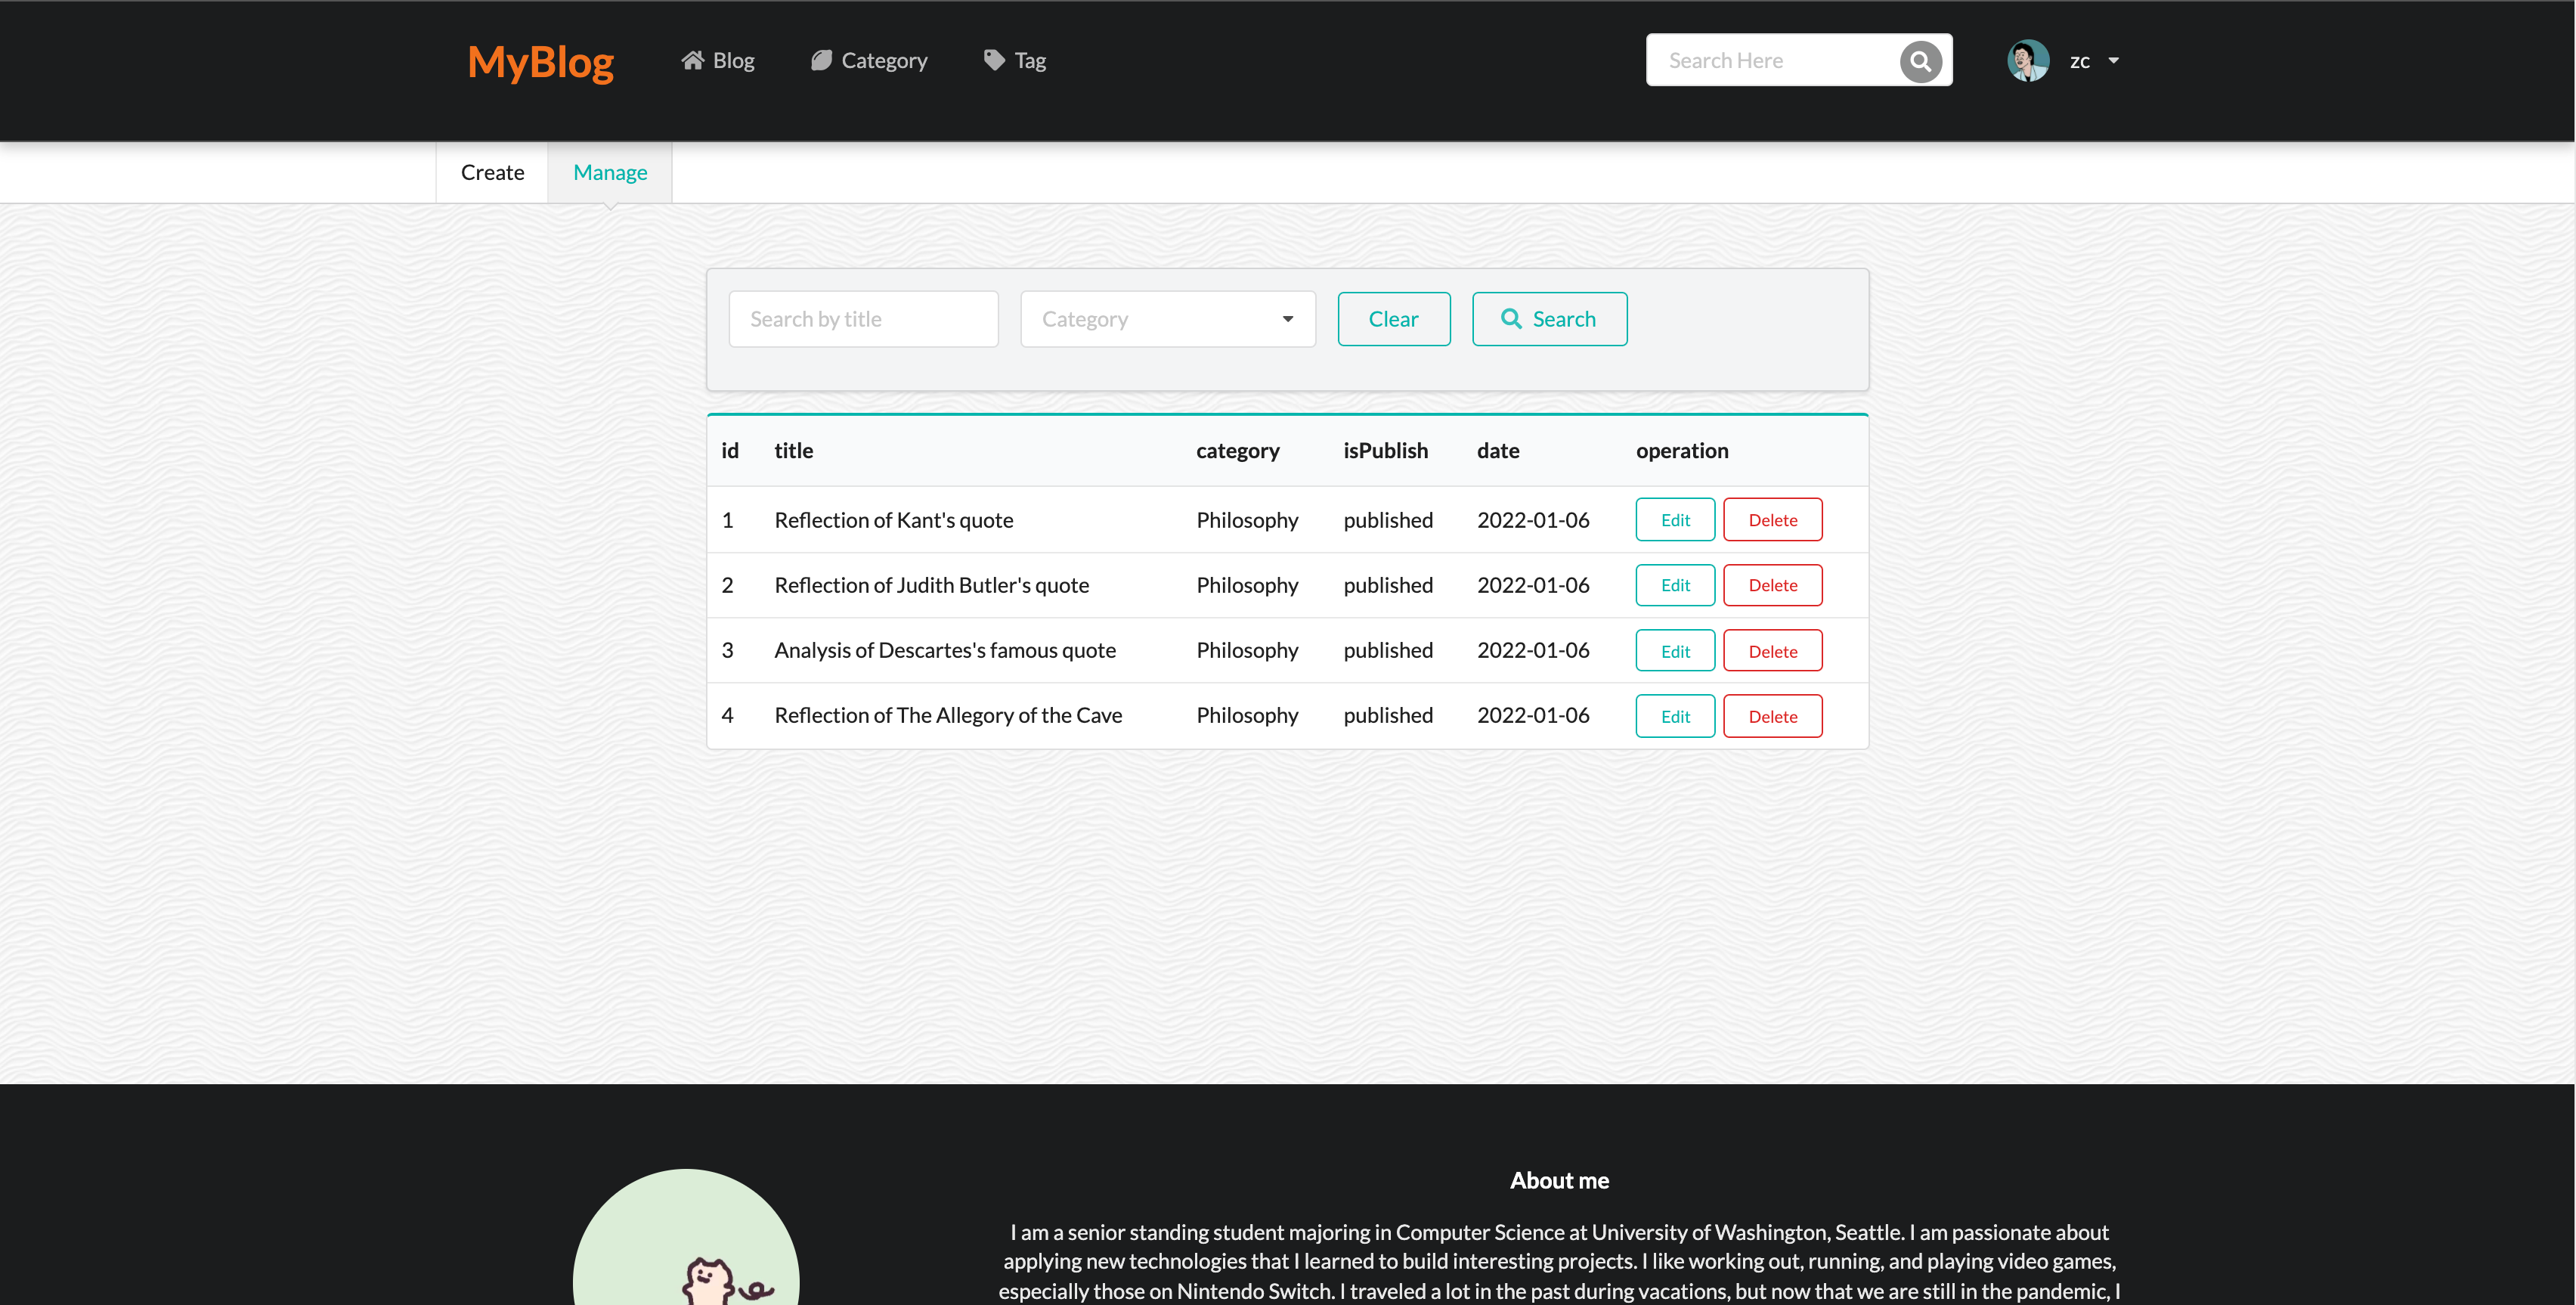 MyBlog Blog Category Tag Search Here zc
Create Manage
Search by title Category Clear Search
id title category isPublish date operation
1 Reflection of Kant's quote Philosophy published 2022-01-06 Edit Delete
2 Reflection of Judith Butler's quote Philosophy published 2022-01-06 Edit Delete
3 Analysis of Descartes's famous quote Philosophy published 2022-01-06 Edit Delete
4 Reflection of The Allegory of the Cave Philosophy published 2022-01-06 Edit Delete
About me
I am a senior standing student majoring in Computer Science at University of Washington, Seattle. I am passionate about
applying new technologies that I learned to build interesting projects. I like working out, running, and playing video games,
especially those on Nintendo Switch. I traveled a lot in the past during vacations, but now that we are still in the pandemic, I